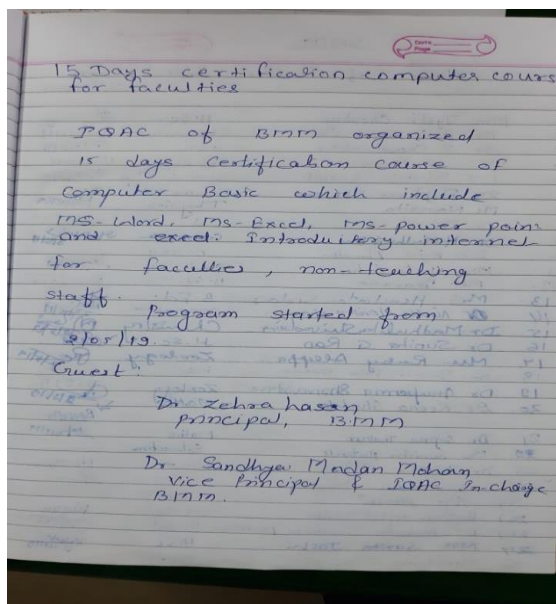 15 Days certification computer cours
for faculties
IQAC of BMM organized
15 days Certification Course of
Computer Basic which include
MS-Word, MS-Excel, MS-power point
and excel. Introductory internet
for faculties, non-teaching
staff.
Program started from
2/05/19.
Guest:
Dr. Zehra hasan
principal, BMM
Dr. Sandhya Madan Mohan
Vice Principal & IQAC In-charge
BMM.